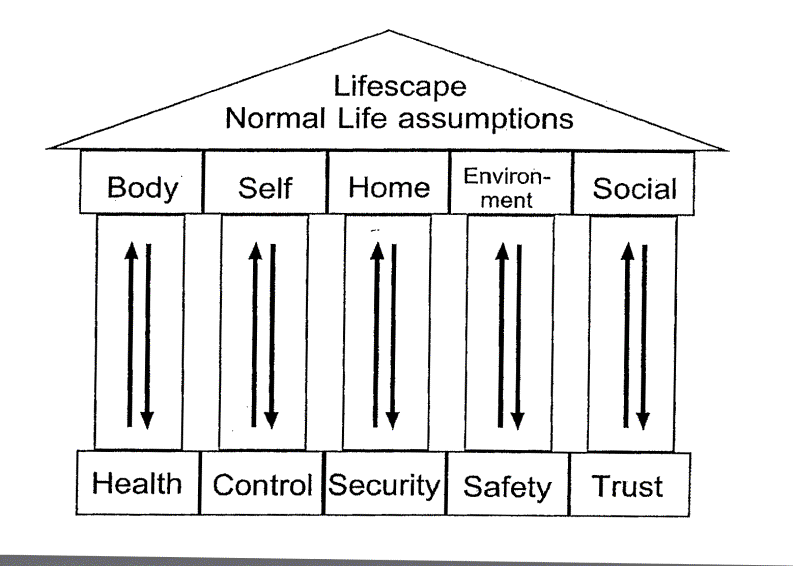 Lifescape
Normal Life assumptions
Body Self Home Environ-
ment Social
Health Control Security Safety Trust